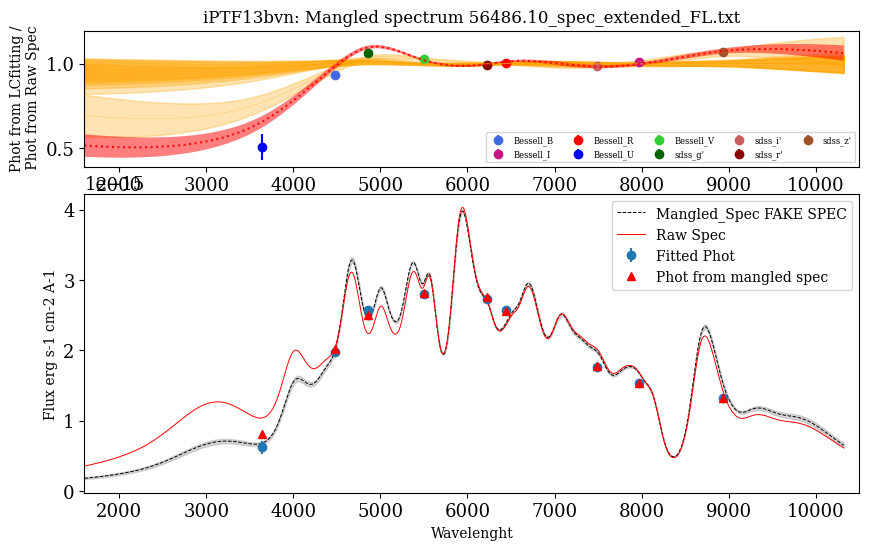 iPTF13bvn: Mangled spectrum 56486.10_spec_extended_FL.txt
Phot from LCfitting /
Phot from Raw Spec
1.0
0.5
Bessell_B
Bessell_R
Bessell_V
sdss_i'
sdss_z'
Bessell_I
Bessell_U
sdss_g'
sdss_r'
2000 3000 4000 5000 6000 7000 8000 9000 10000
1e−15
Flux erg s-1 cm-2 A-1
4
3
2
1
0
Mangled_Spec FAKE SPEC
Raw Spec
Fitted Phot
Phot from mangled spec
2000 3000 4000 5000 6000 7000 8000 9000 10000
Wavelenght